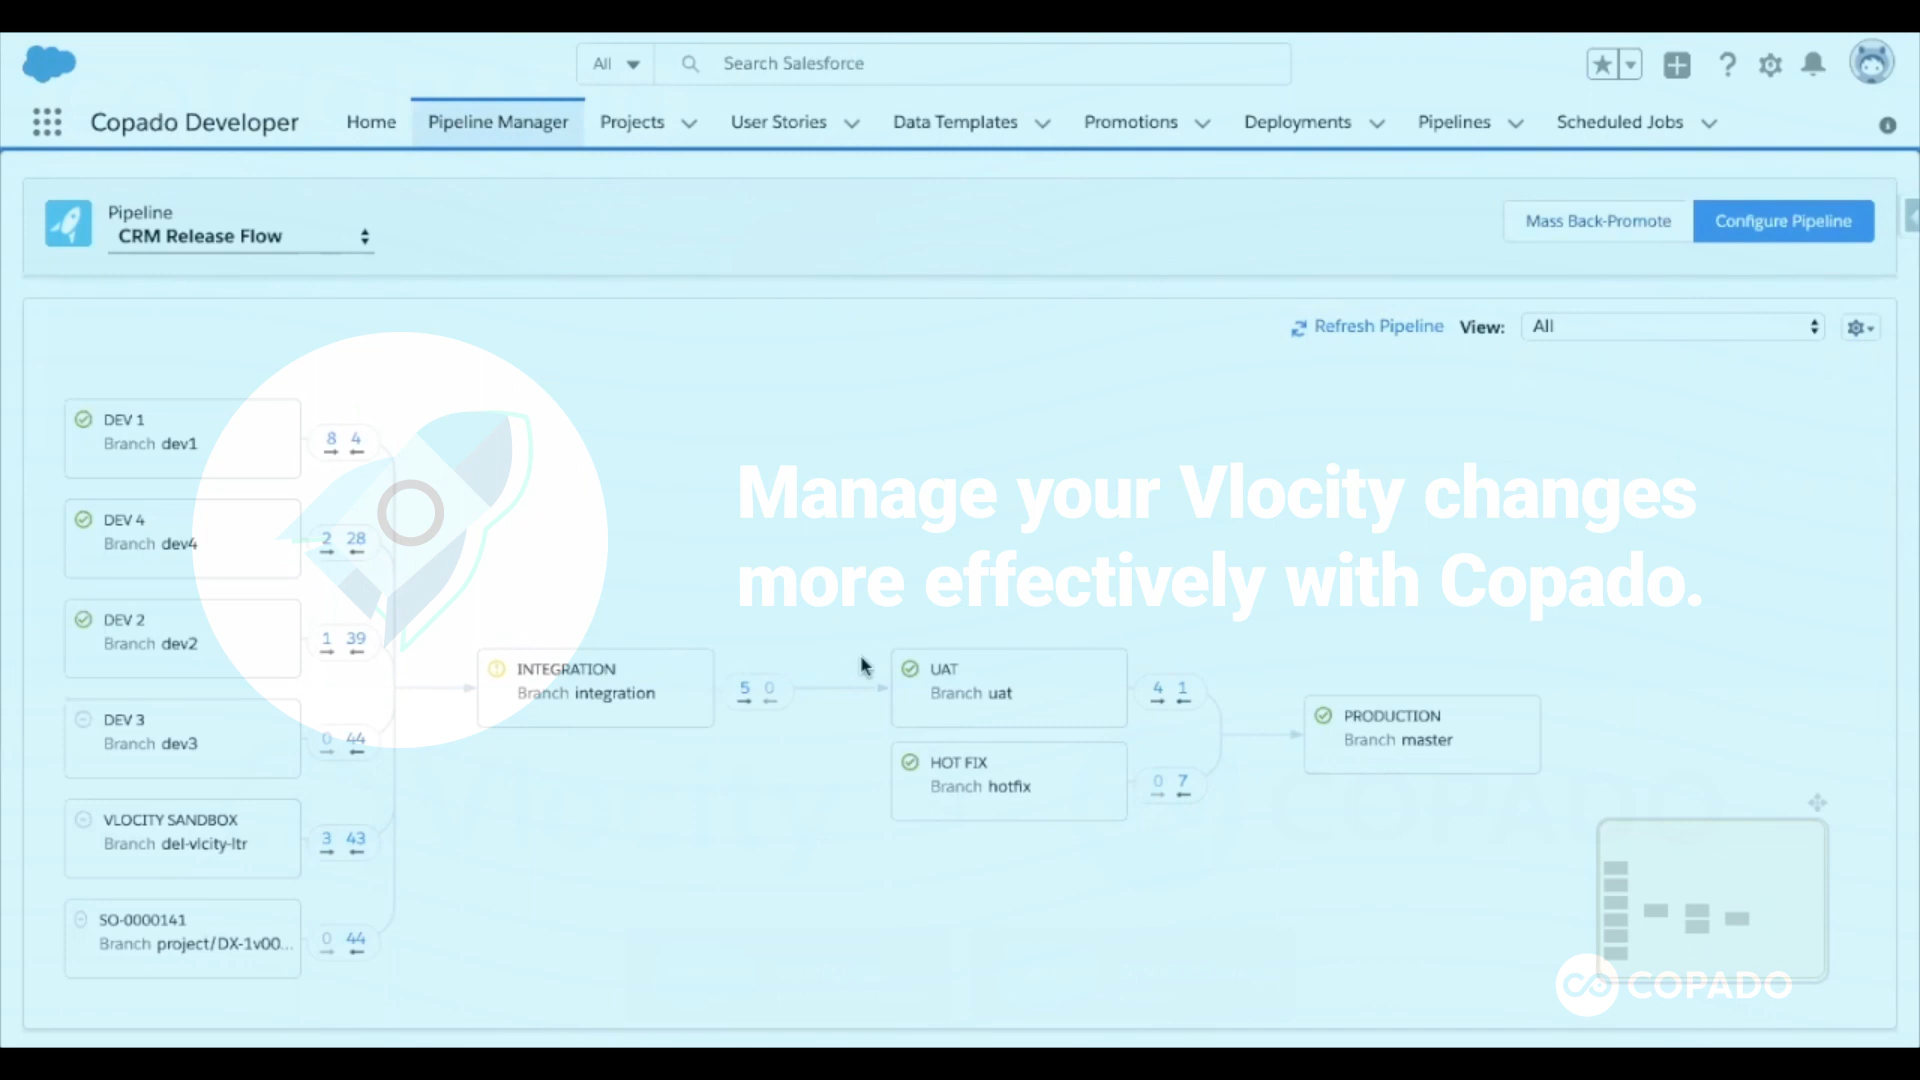 All
Search Salesforce
Copado Developer
Home
Pipeline Manager
Projects
User Stories
Data Templates
Promotions
Deployments
Pipelines
Scheduled Jobs
Pipeline
CRM Release Flow
Mass Back-Promote
Configure Pipeline
Refresh Pipeline
View:
All
DEV 1
Branch dev1
8 4
DEV 4
Branch dev4
2 28
DEV 2
Branch dev2
1 39
DEV 3
Branch dev3
0 44
VLOCITY SANDBOX
Branch del-vlcity-ltr
3 43
SO-0000141
Branch project/DX-1v00...
0 44
Manage your Vlocity changes
more effectively with Copado.
INTEGRATION
Branch integration
5 0
UAT
Branch uat
4 1
HOT FIX
Branch hotfix
0 7
PRODUCTION
Branch master
COPADO